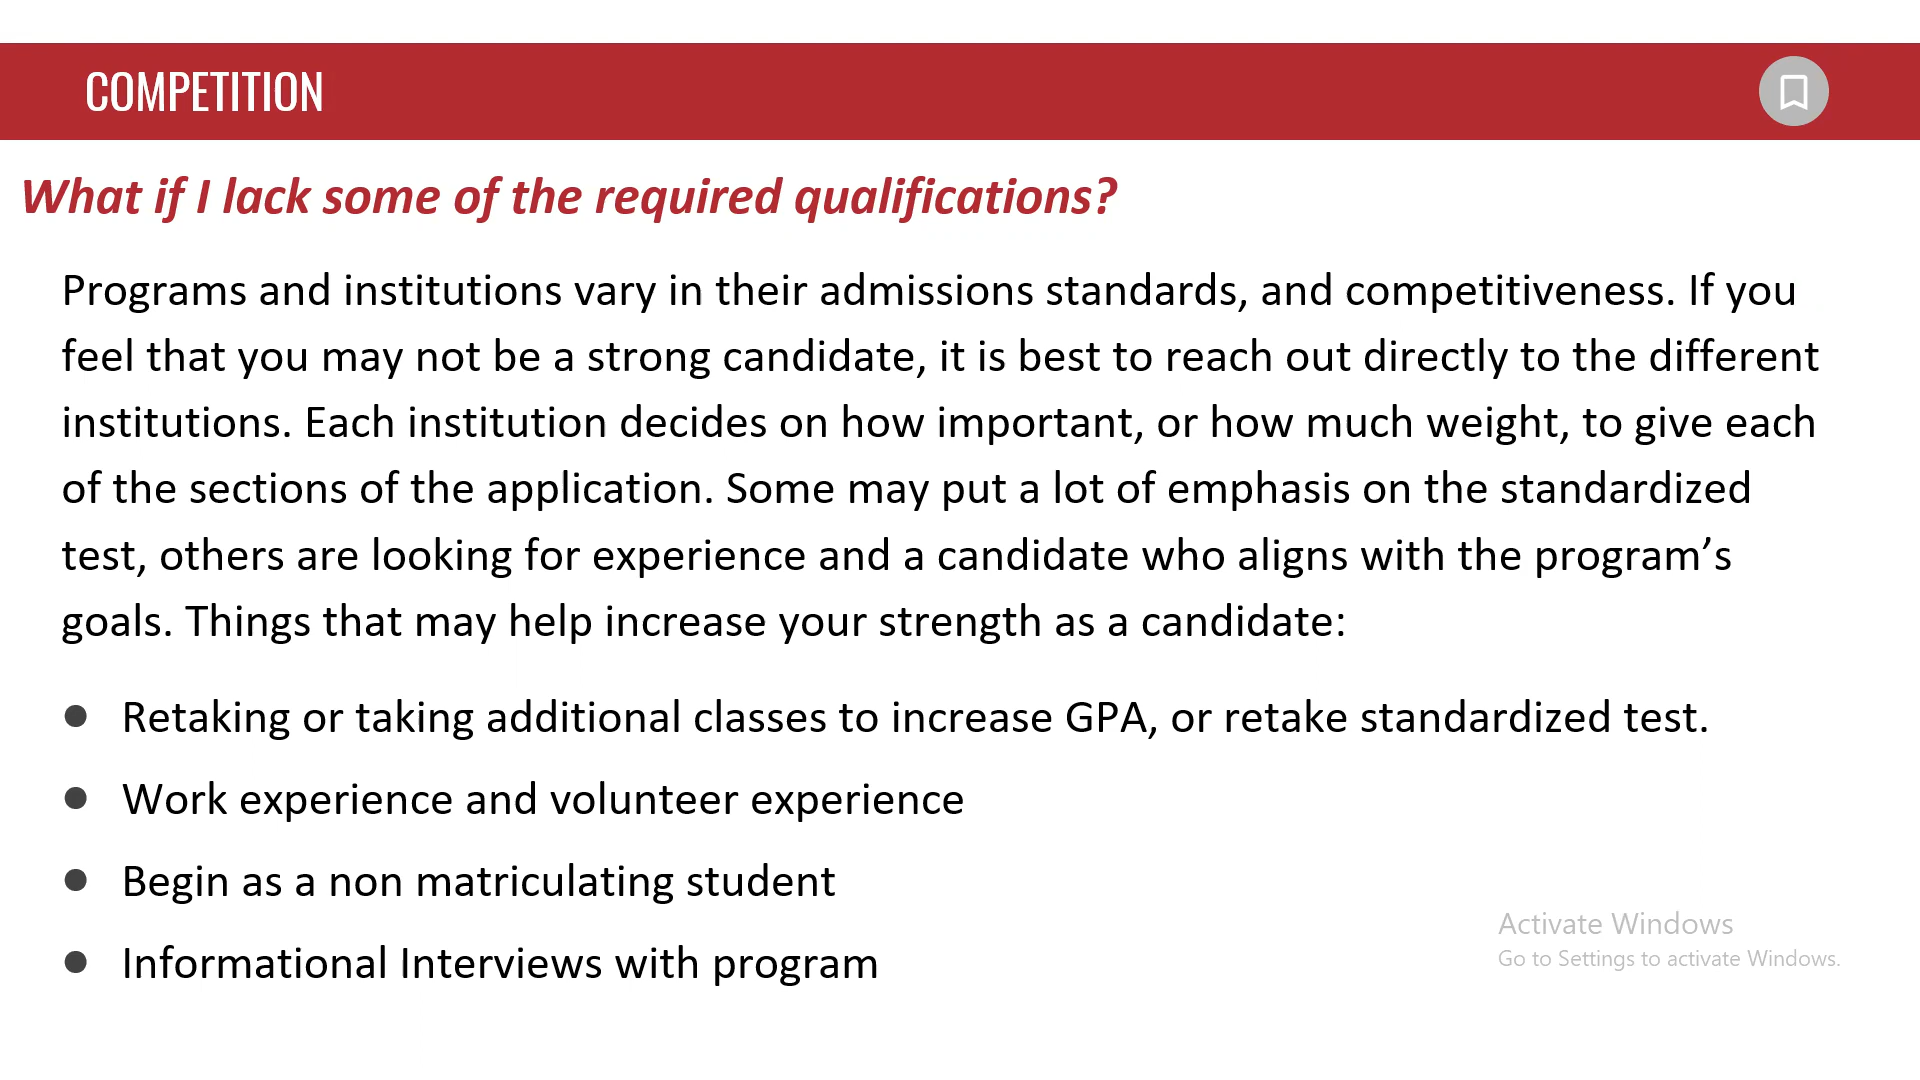 COMPETITION
What if I lack some of the required qualifications?
Programs and institutions vary in their admissions standards, and competitiveness. If you
feel that you may not be a strong candidate, it is best to reach out directly to the different
institutions. Each institution decides on how important, or how much weight, to give each
of the sections of the application. Some may put a lot of emphasis on the standardized
test, others are looking for experience and a candidate who aligns with the program’s
goals. Things that may help increase your strength as a candidate:
● Retaking or taking additional classes to increase GPA, or retake standardized test.
● Work experience and volunteer experience
● Begin as a non matriculating student
● Informational Interviews with program
Activate Windows
Go to Settings to activate Windows.